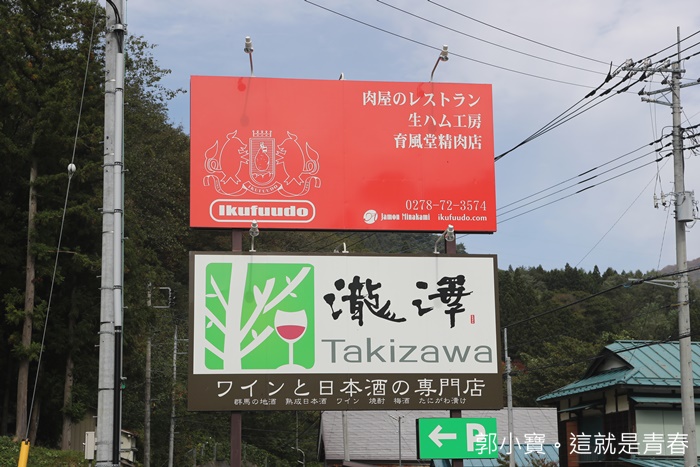 肉屋のレストラン
生ハム工房
育風堂精肉店
IKUFUUDO
Ikufuudo
0278-72-3574
Jamon Minakami ikufuudo.com
瀧澤
Takizawa
ワインと日本酒の専門店
群馬の地酒 熟成日本酒 ワイン 焼酎 梅酒 たにがわ漬け
P
郭小寶。這就是青春